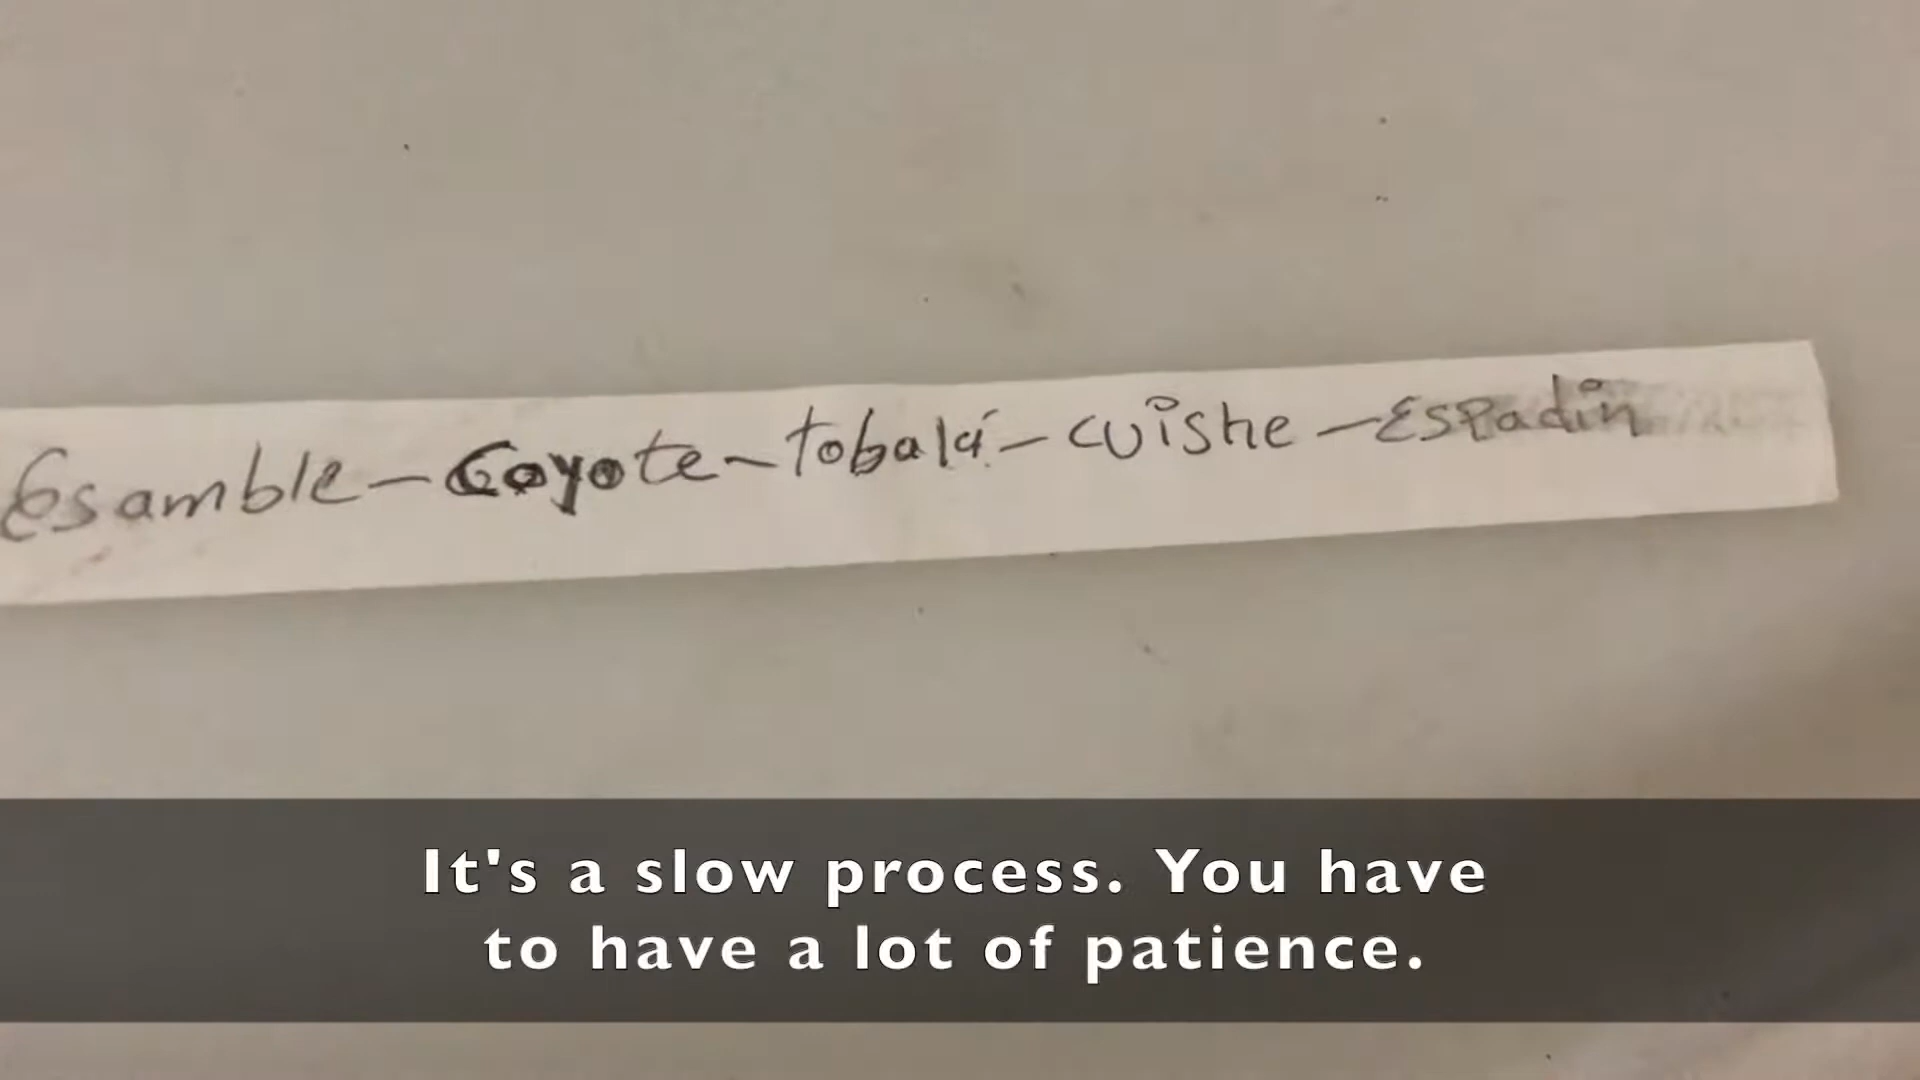 Esamble - Coyote - tobalá - cuishe - Espadin
It's a slow process. You have
to have a lot of patience.